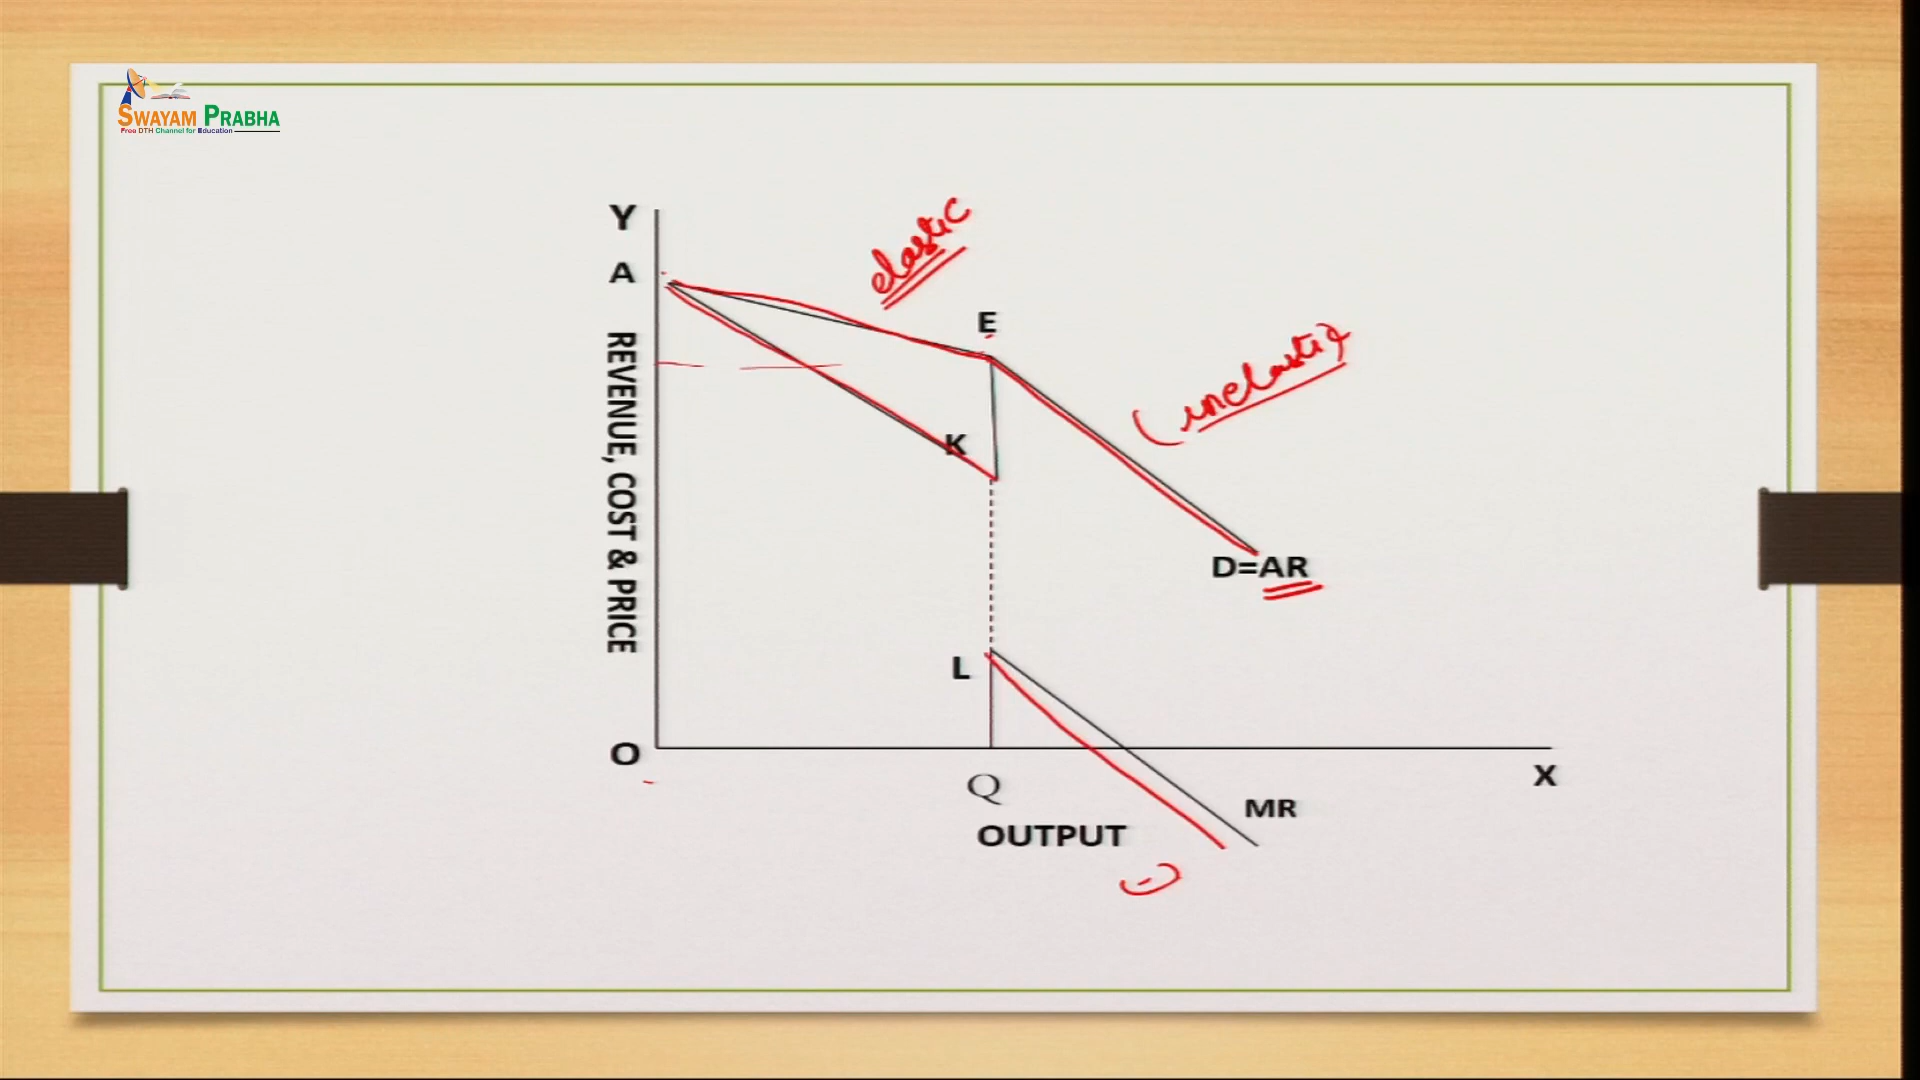 SWAYAM PRABHA
Free DTH Channel for Education
Y
elastic
A
E
REVENUE, COST & PRICE
inelastic
K
D=AR
L
O
Q
X
MR
OUTPUT
(-)